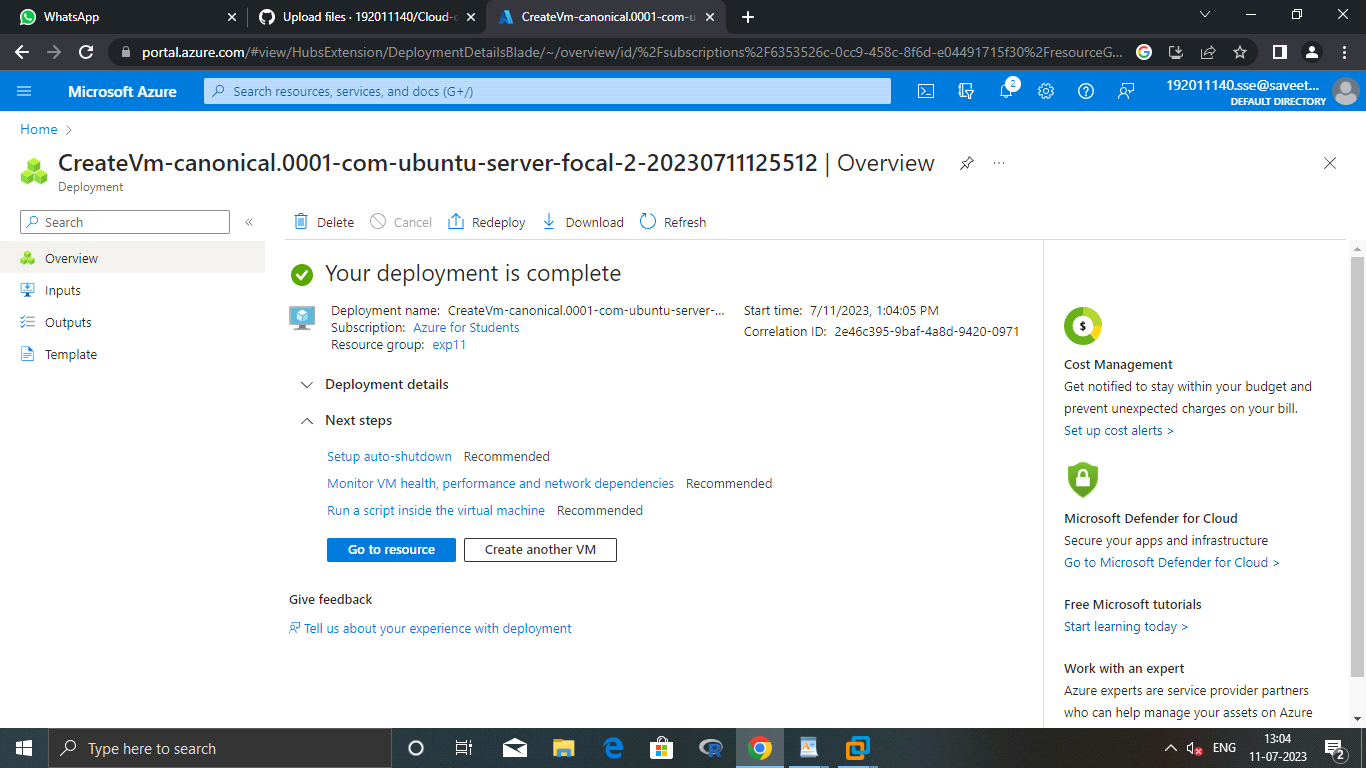 WhatsApp
Upload files · 192011140/Cloud-c
CreateVm-canonical.0001-com-u
portal.azure.com/#view/HubsExtension/DeploymentDetailsBlade/~/overview/id/%2Fsubscriptions%2F6353526c-0cc9-458c-8f6d-e04491715f30%2FresourceG...
Microsoft Azure
Search resources, services, and docs (G+/)
2
192011140.sse@saveet...
DEFAULT DIRECTORY
Home
CreateVm-canonical.0001-com-ubuntu-server-focal-2-20230711125512 | Overview
Deployment
Search
«
Delete
Cancel
Redeploy
Download
Refresh
Overview
Inputs
Outputs
Template
Your deployment is complete
Deployment name: CreateVm-canonical.0001-com-ubuntu-server-...
Subscription: Azure for Students
Resource group: exp11
Start time: 7/11/2023, 1:04:05 PM
Correlation ID: 2e46c395-9baf-4a8d-9420-0971
Deployment details
Next steps
Setup auto-shutdown Recommended
Monitor VM health, performance and network dependencies Recommended
Run a script inside the virtual machine Recommended
Go to resource
Create another VM
Give feedback
Tell us about your experience with deployment
$
Cost Management
Get notified to stay within your budget and
prevent unexpected charges on your bill.
Set up cost alerts >
Microsoft Defender for Cloud
Secure your apps and infrastructure
Go to Microsoft Defender for Cloud >
Free Microsoft tutorials
Start learning today >
Work with an expert
Azure experts are service provider partners
who can help manage your assets on Azure
Type here to search
ENG
13:04
11-07-2023
2